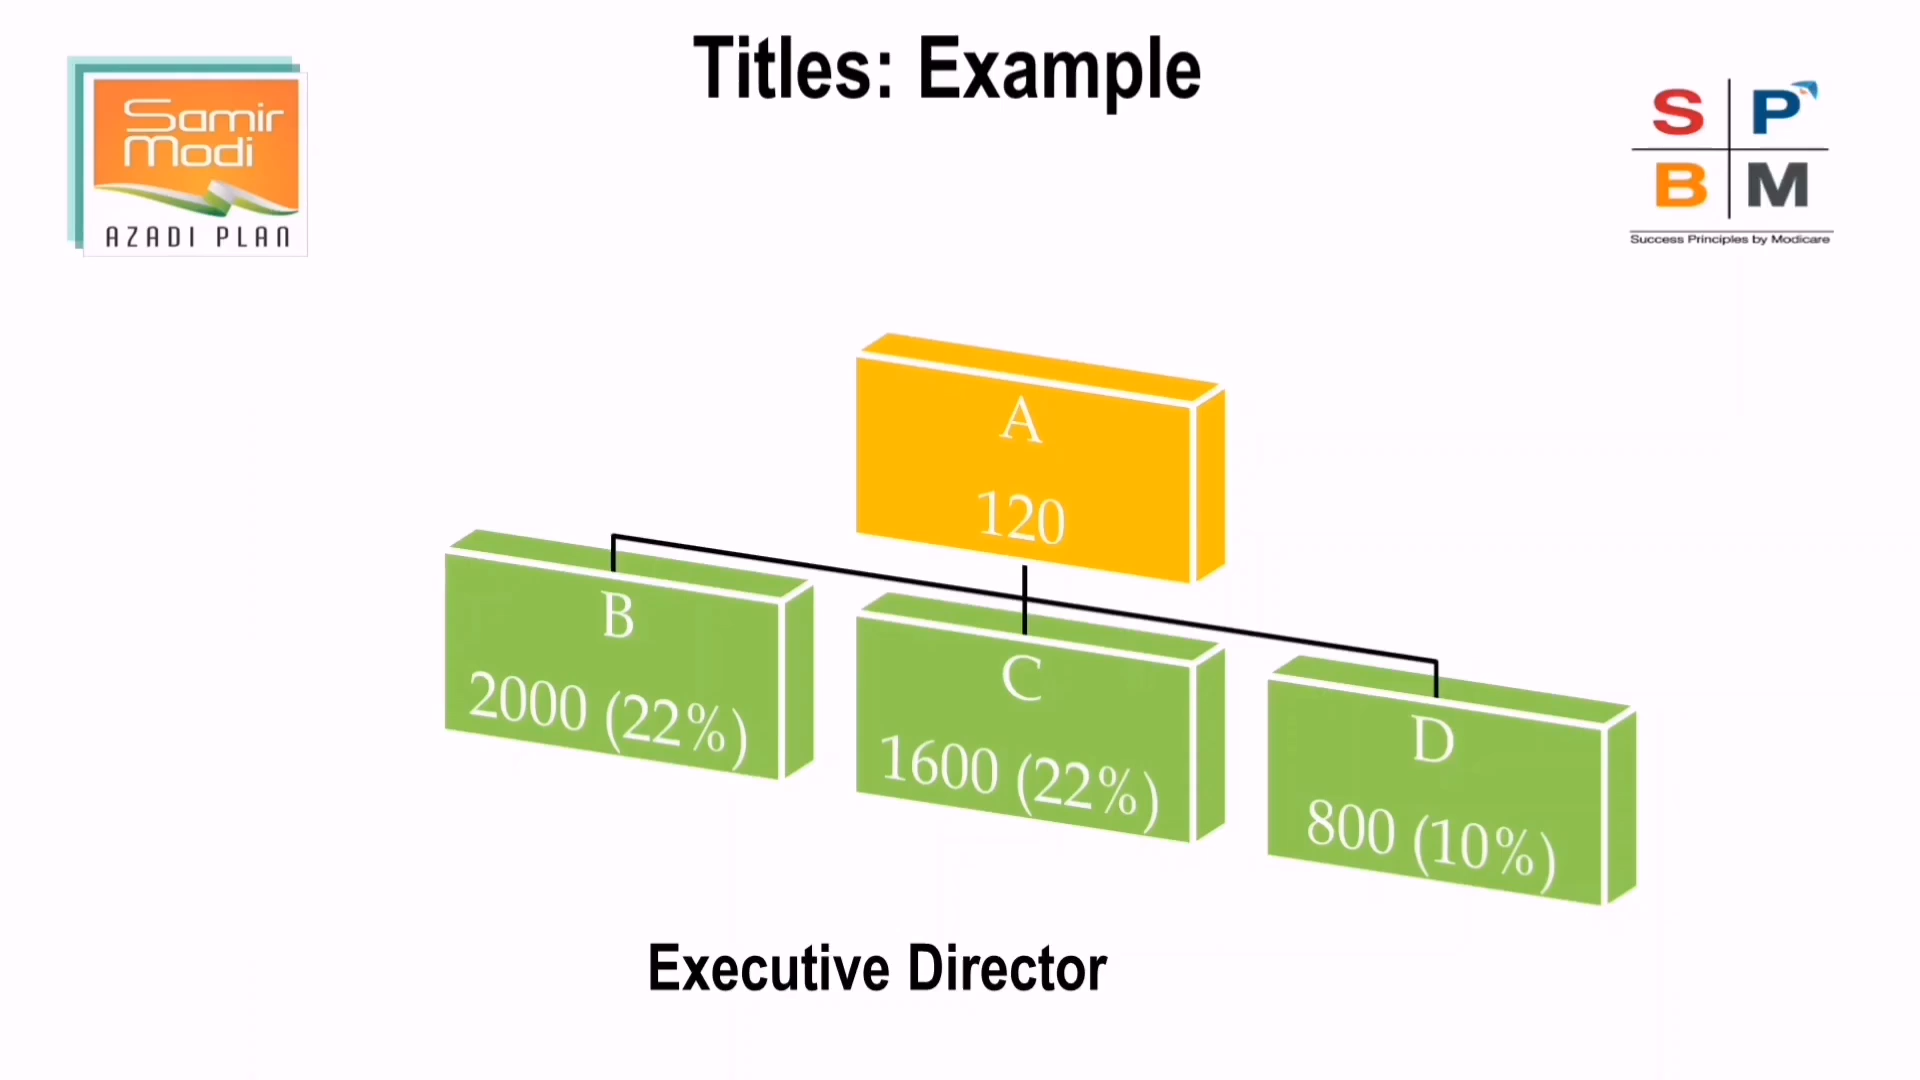 Titles: Example
Samir
Modi
AZADI PLAN
S P
B M
Success Principles by Modicare
A
120
B
2000 (22%)
C
1600 (22%)
D
800 (10%)
Executive Director